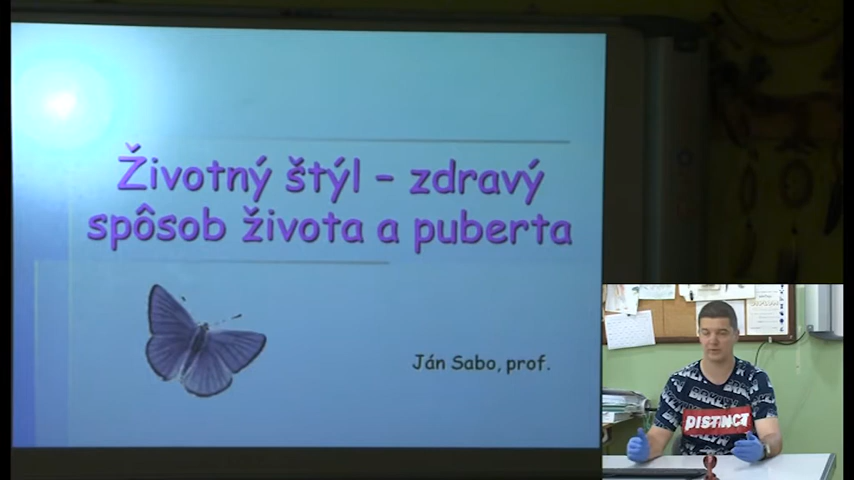 Životný štýl – zdravý
spôsob života a puberta
Ján Sabo, prof.
DISTINCT